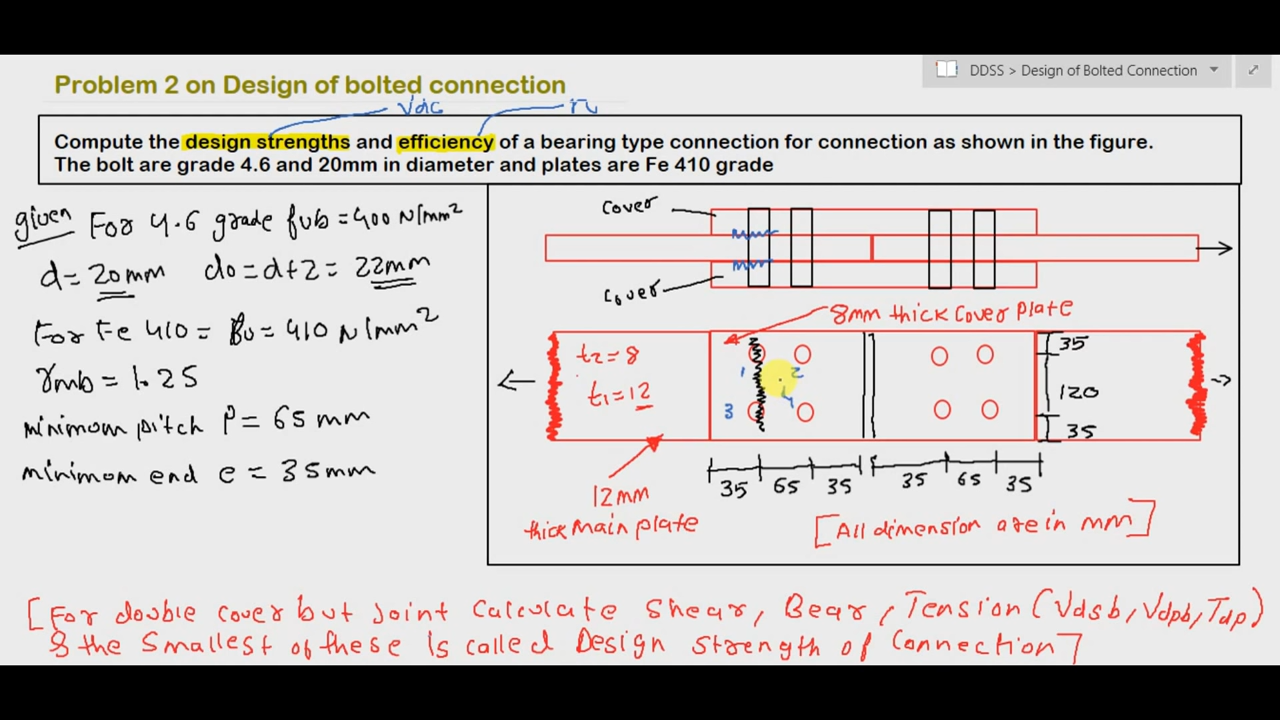 DDSS > Design of Bolted Connection
Problem 2 on Design of bolted connection
Vdc
η
Compute the design strengths and efficiency of a bearing type connection for connection as shown in the figure.
The bolt are grade 4.6 and 20mm in diameter and plates are Fe 410 grade
given For 4.6 grade fub = 400 N/mm²
d = 20mm do = d+2 = 22mm
For Fe 410 = fu = 410 N/mm²
γmb = 1.25
minimum pitch P = 65 mm
minimum end e = 35mm
cover
cover
8mm thick cover plate
t2 = 8
t1 = 12
1 2
3 4
35
120
35
35 65 35 35 65 35
12mm
thick main plate
[All dimension are in mm]
[For double cover but joint calculate Shear, Bear, Tension (Vdsb, Vdpb, Tdp)
& the smallest of these is called Design Strength of Connection]